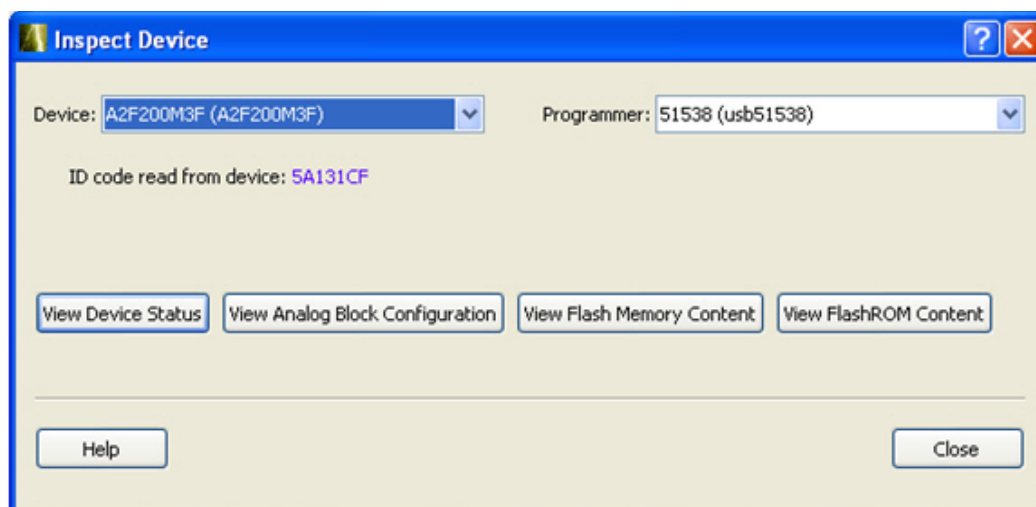 Inspect Device
Device: A2F200M3F (A2F200M3F) Programmer: 51538 (usb51538)
ID code read from device: 5A131CF
View Device Status View Analog Block Configuration View Flash Memory Content View FlashROM Content
Help Close